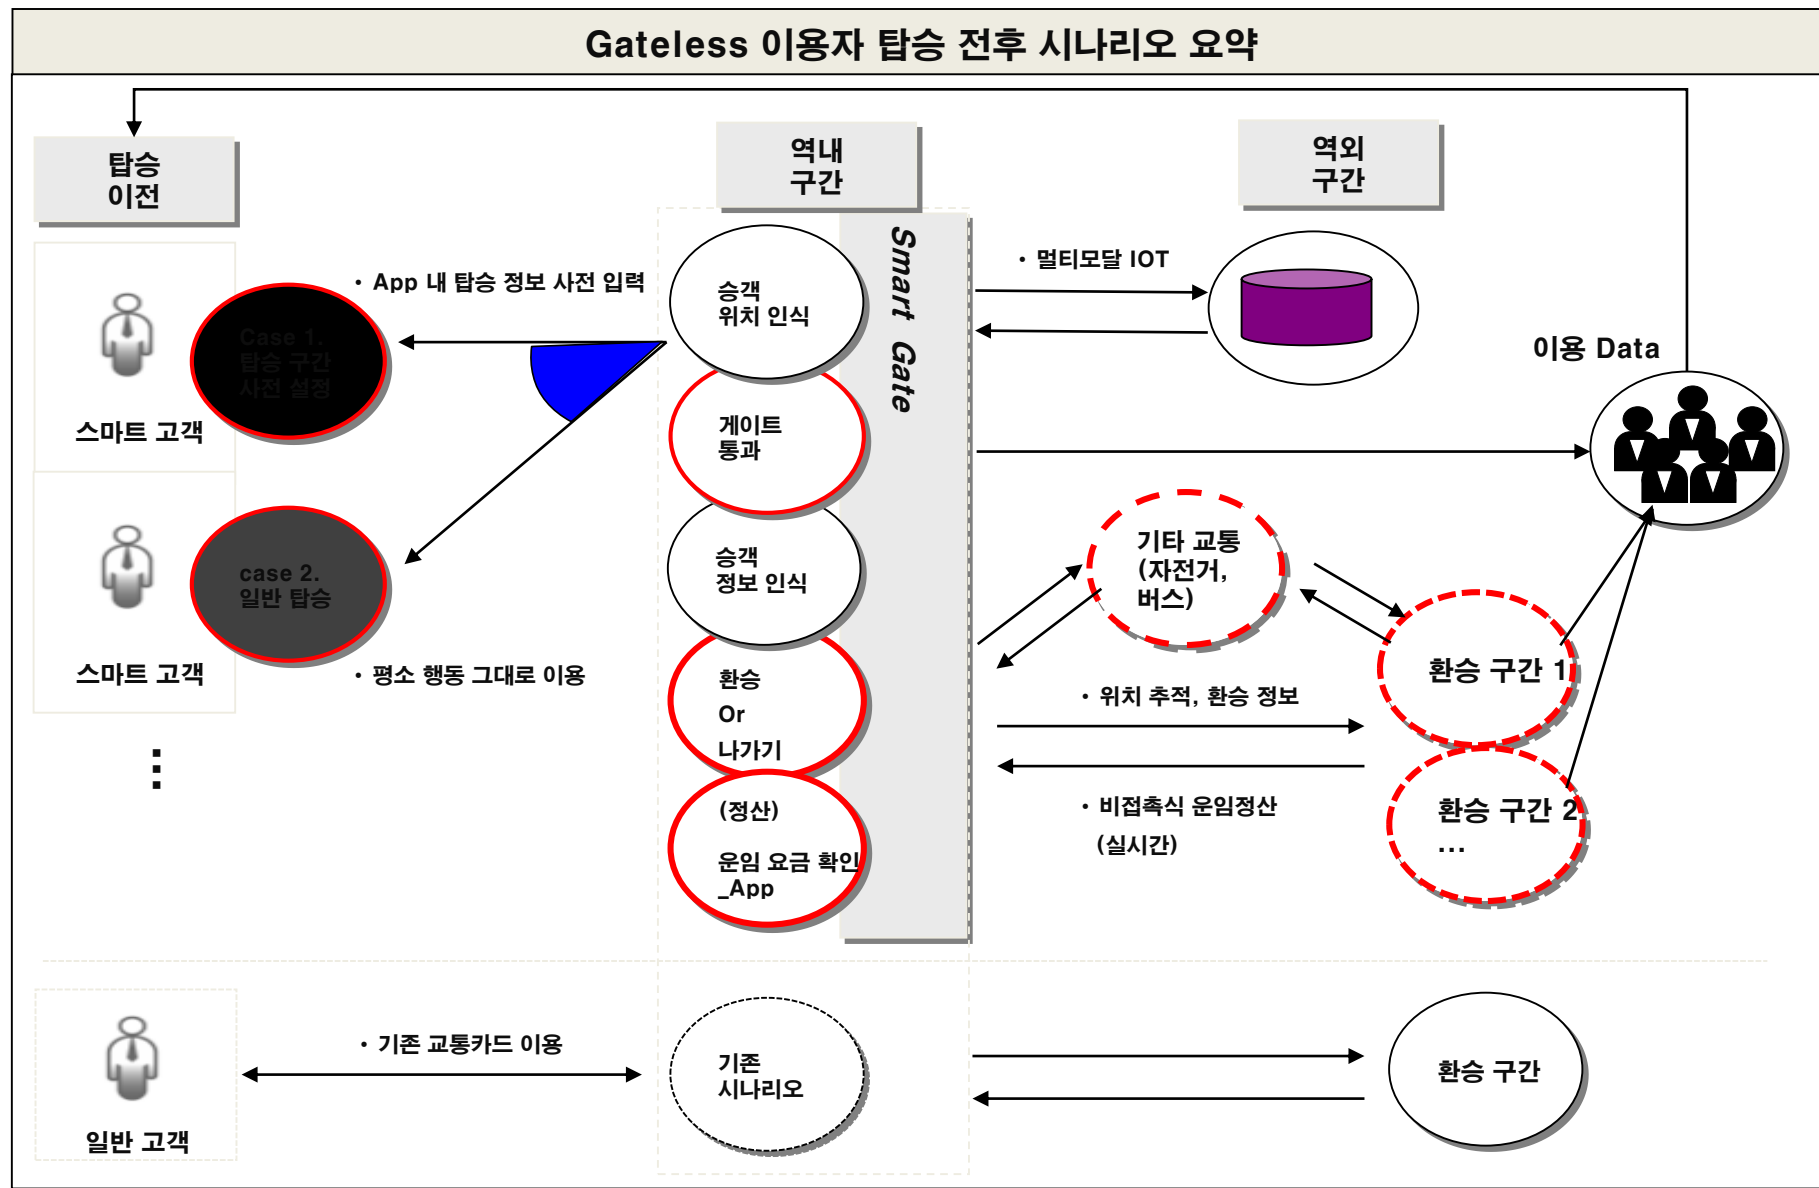 Gateless 이용자 탑승 전후 시나리오 요약
탑승
이전
역내
구간
역외
구간
Smart Gate
• App 내 탑승 정보 사전 입력
Case 1.
탑승 구간
사전 설정
스마트 고객
case 2.
일반 탑승
스마트 고객
• 평소 행동 그대로 이용
⋮
승객
위치 인식
게이트
통과
승객
정보 인식
환승
Or
나가기
(정산)
운임 요금 확인
_App
• 멀티모달 IOT
이용 Data
기타 교통
(자전거,
버스)
환승 구간 1
• 위치 추적, 환승 정보
• 비접촉식 운임정산
(실시간)
환승 구간 2
...
일반 고객
• 기존 교통카드 이용
기존
시나리오
환승 구간